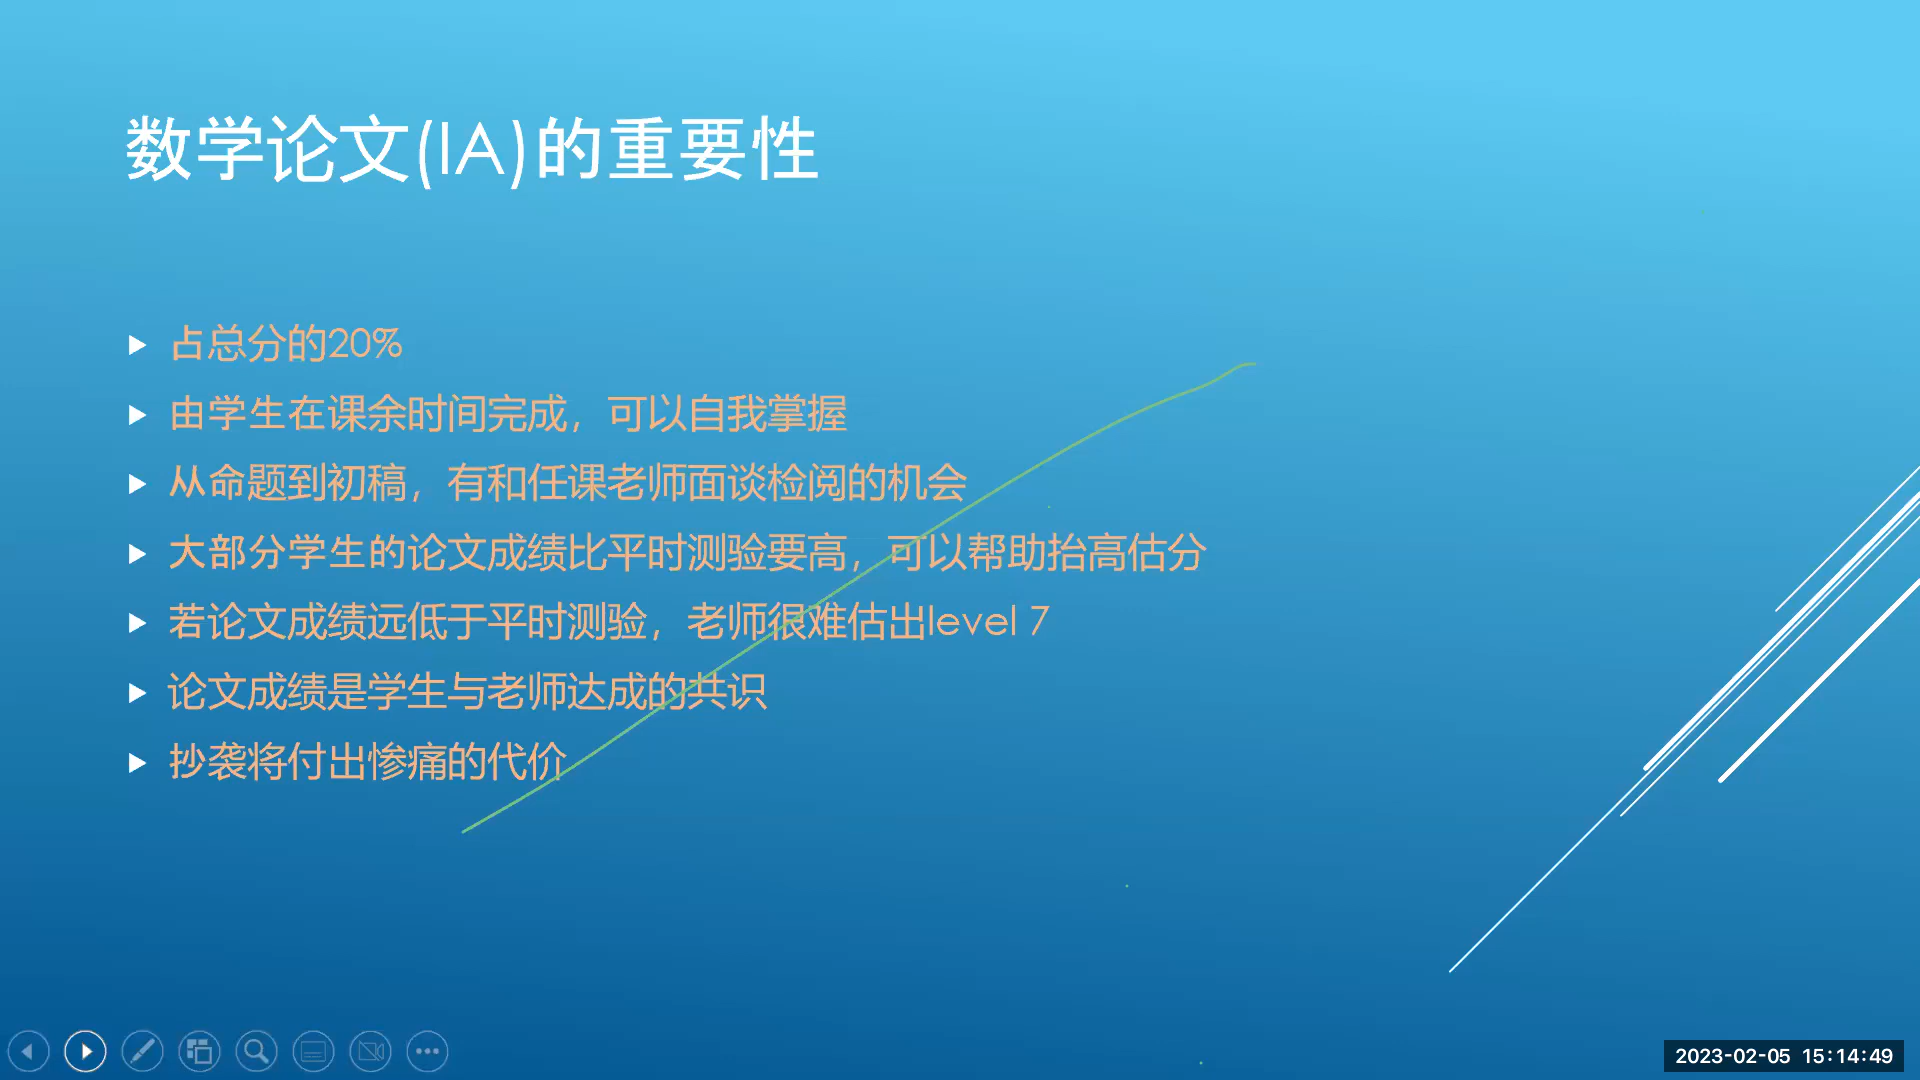 数学论文(IA)的重要性
占总分的20%
由学生在课余时间完成，可以自我掌握
从命题到初稿，有和任课老师面谈检阅的机会
大部分学生的论文成绩比平时测验要高，可以帮助抬高估分
若论文成绩远低于平时测验，老师很难估出level 7
论文成绩是学生与老师达成的共识
抄袭将付出惨痛的代价
2023-02-05 15:14:49